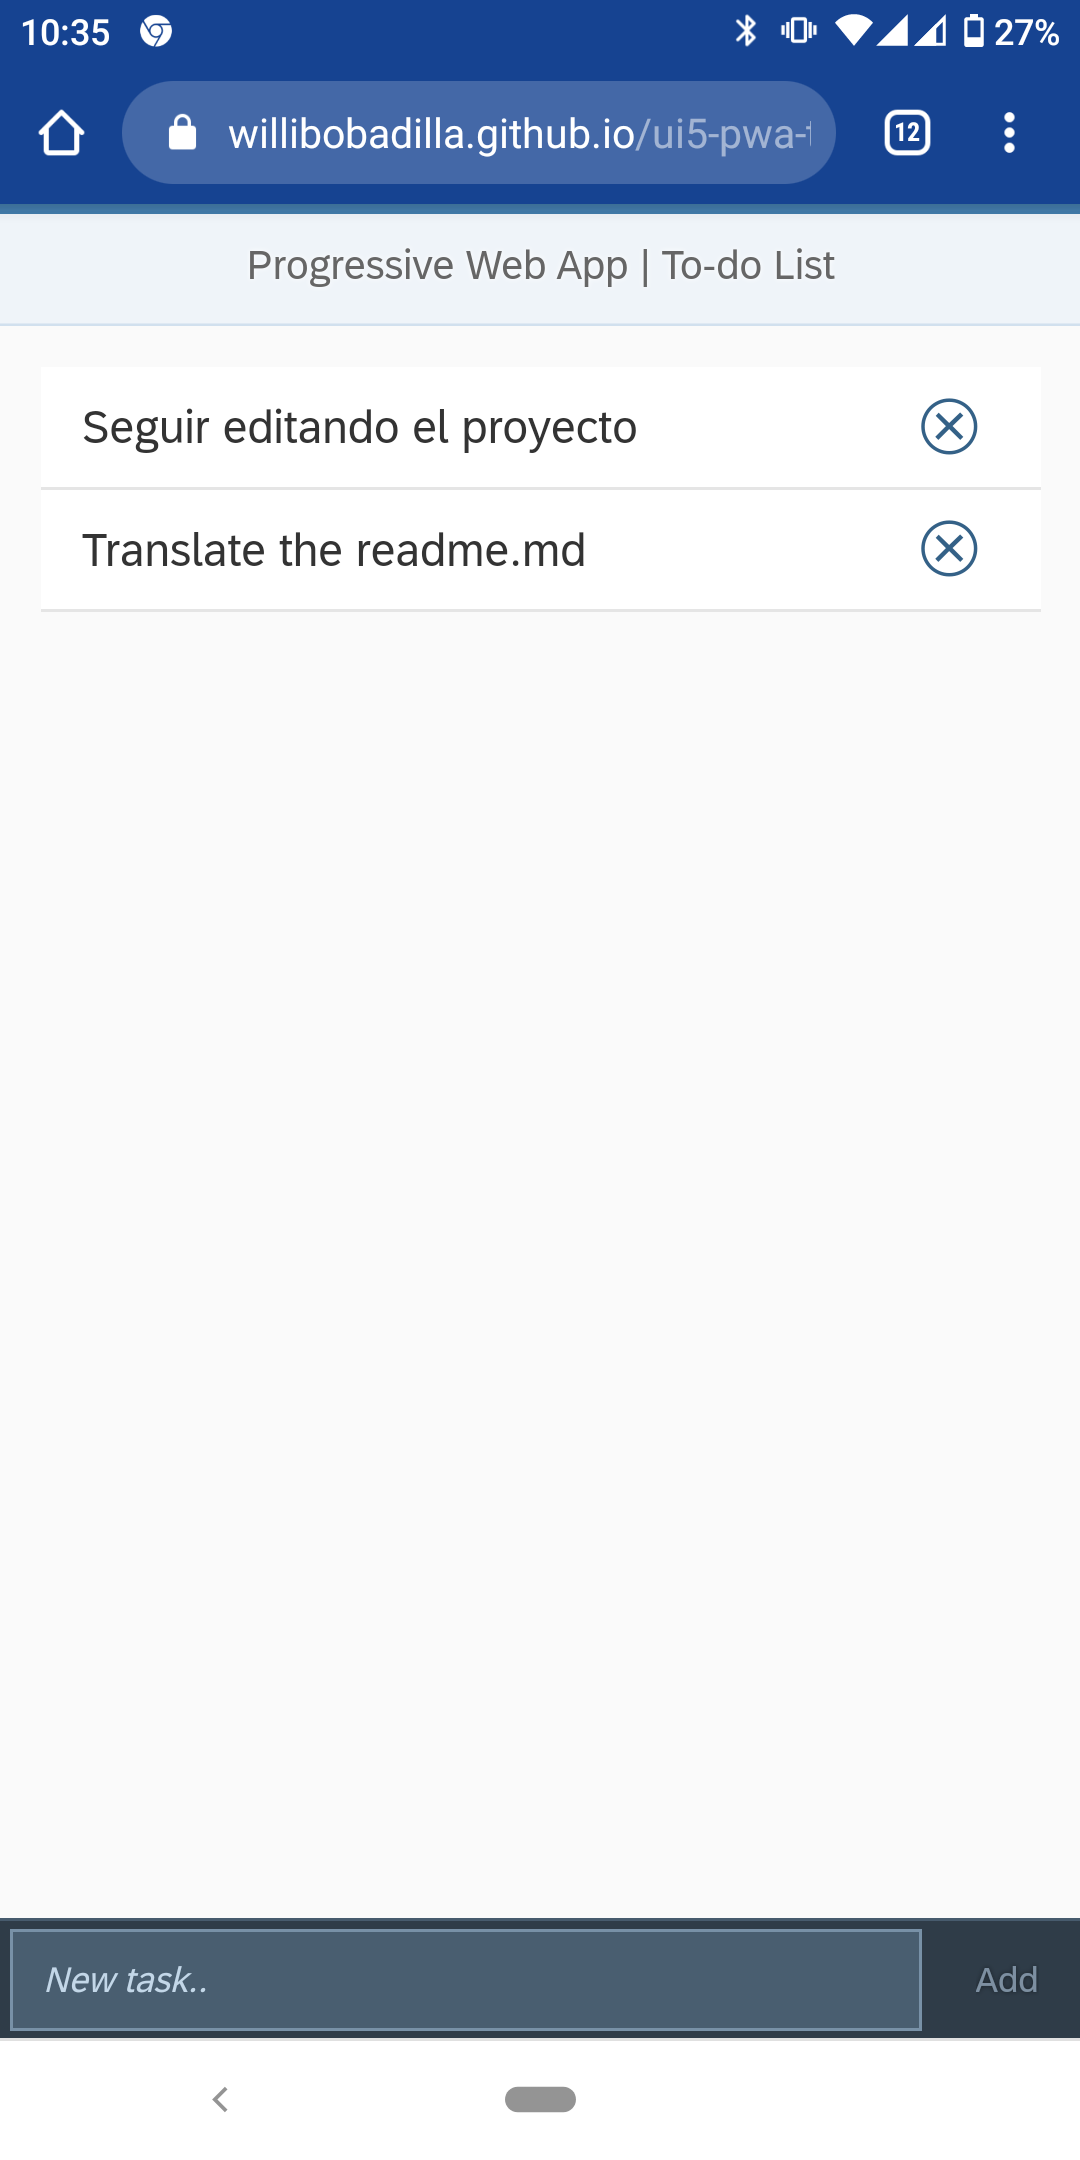 10:35 27%
willibobadilla.github.io/ui5-pwa- 12
Progressive Web App | To-do List
Seguir editando el proyecto
Translate the readme.md
New task.. Add